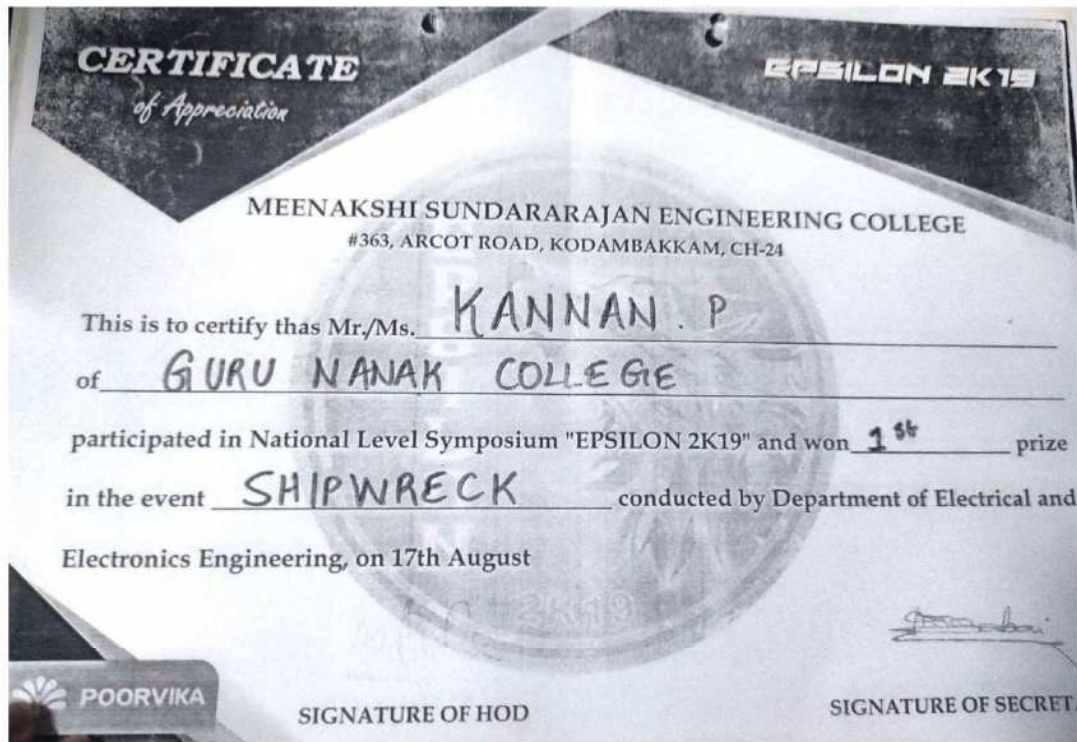 CERTIFICATE
of Appreciation
EPSILON 2K19
MEENAKSHI SUNDARARAJAN ENGINEERING COLLEGE
#363, ARCOT ROAD, KODAMBAKKAM, CH-24
This is to certify thas Mr./Ms. KANNAN. P
of GURU NANAK COLLEGE
participated in National Level Symposium "EPSILON 2K19" and won 1st prize
in the event SHIPWRECK conducted by Department of Electrical and
Electronics Engineering, on 17th August
2K19
POORVIKA
SIGNATURE OF HOD
SIGNATURE OF SECRET